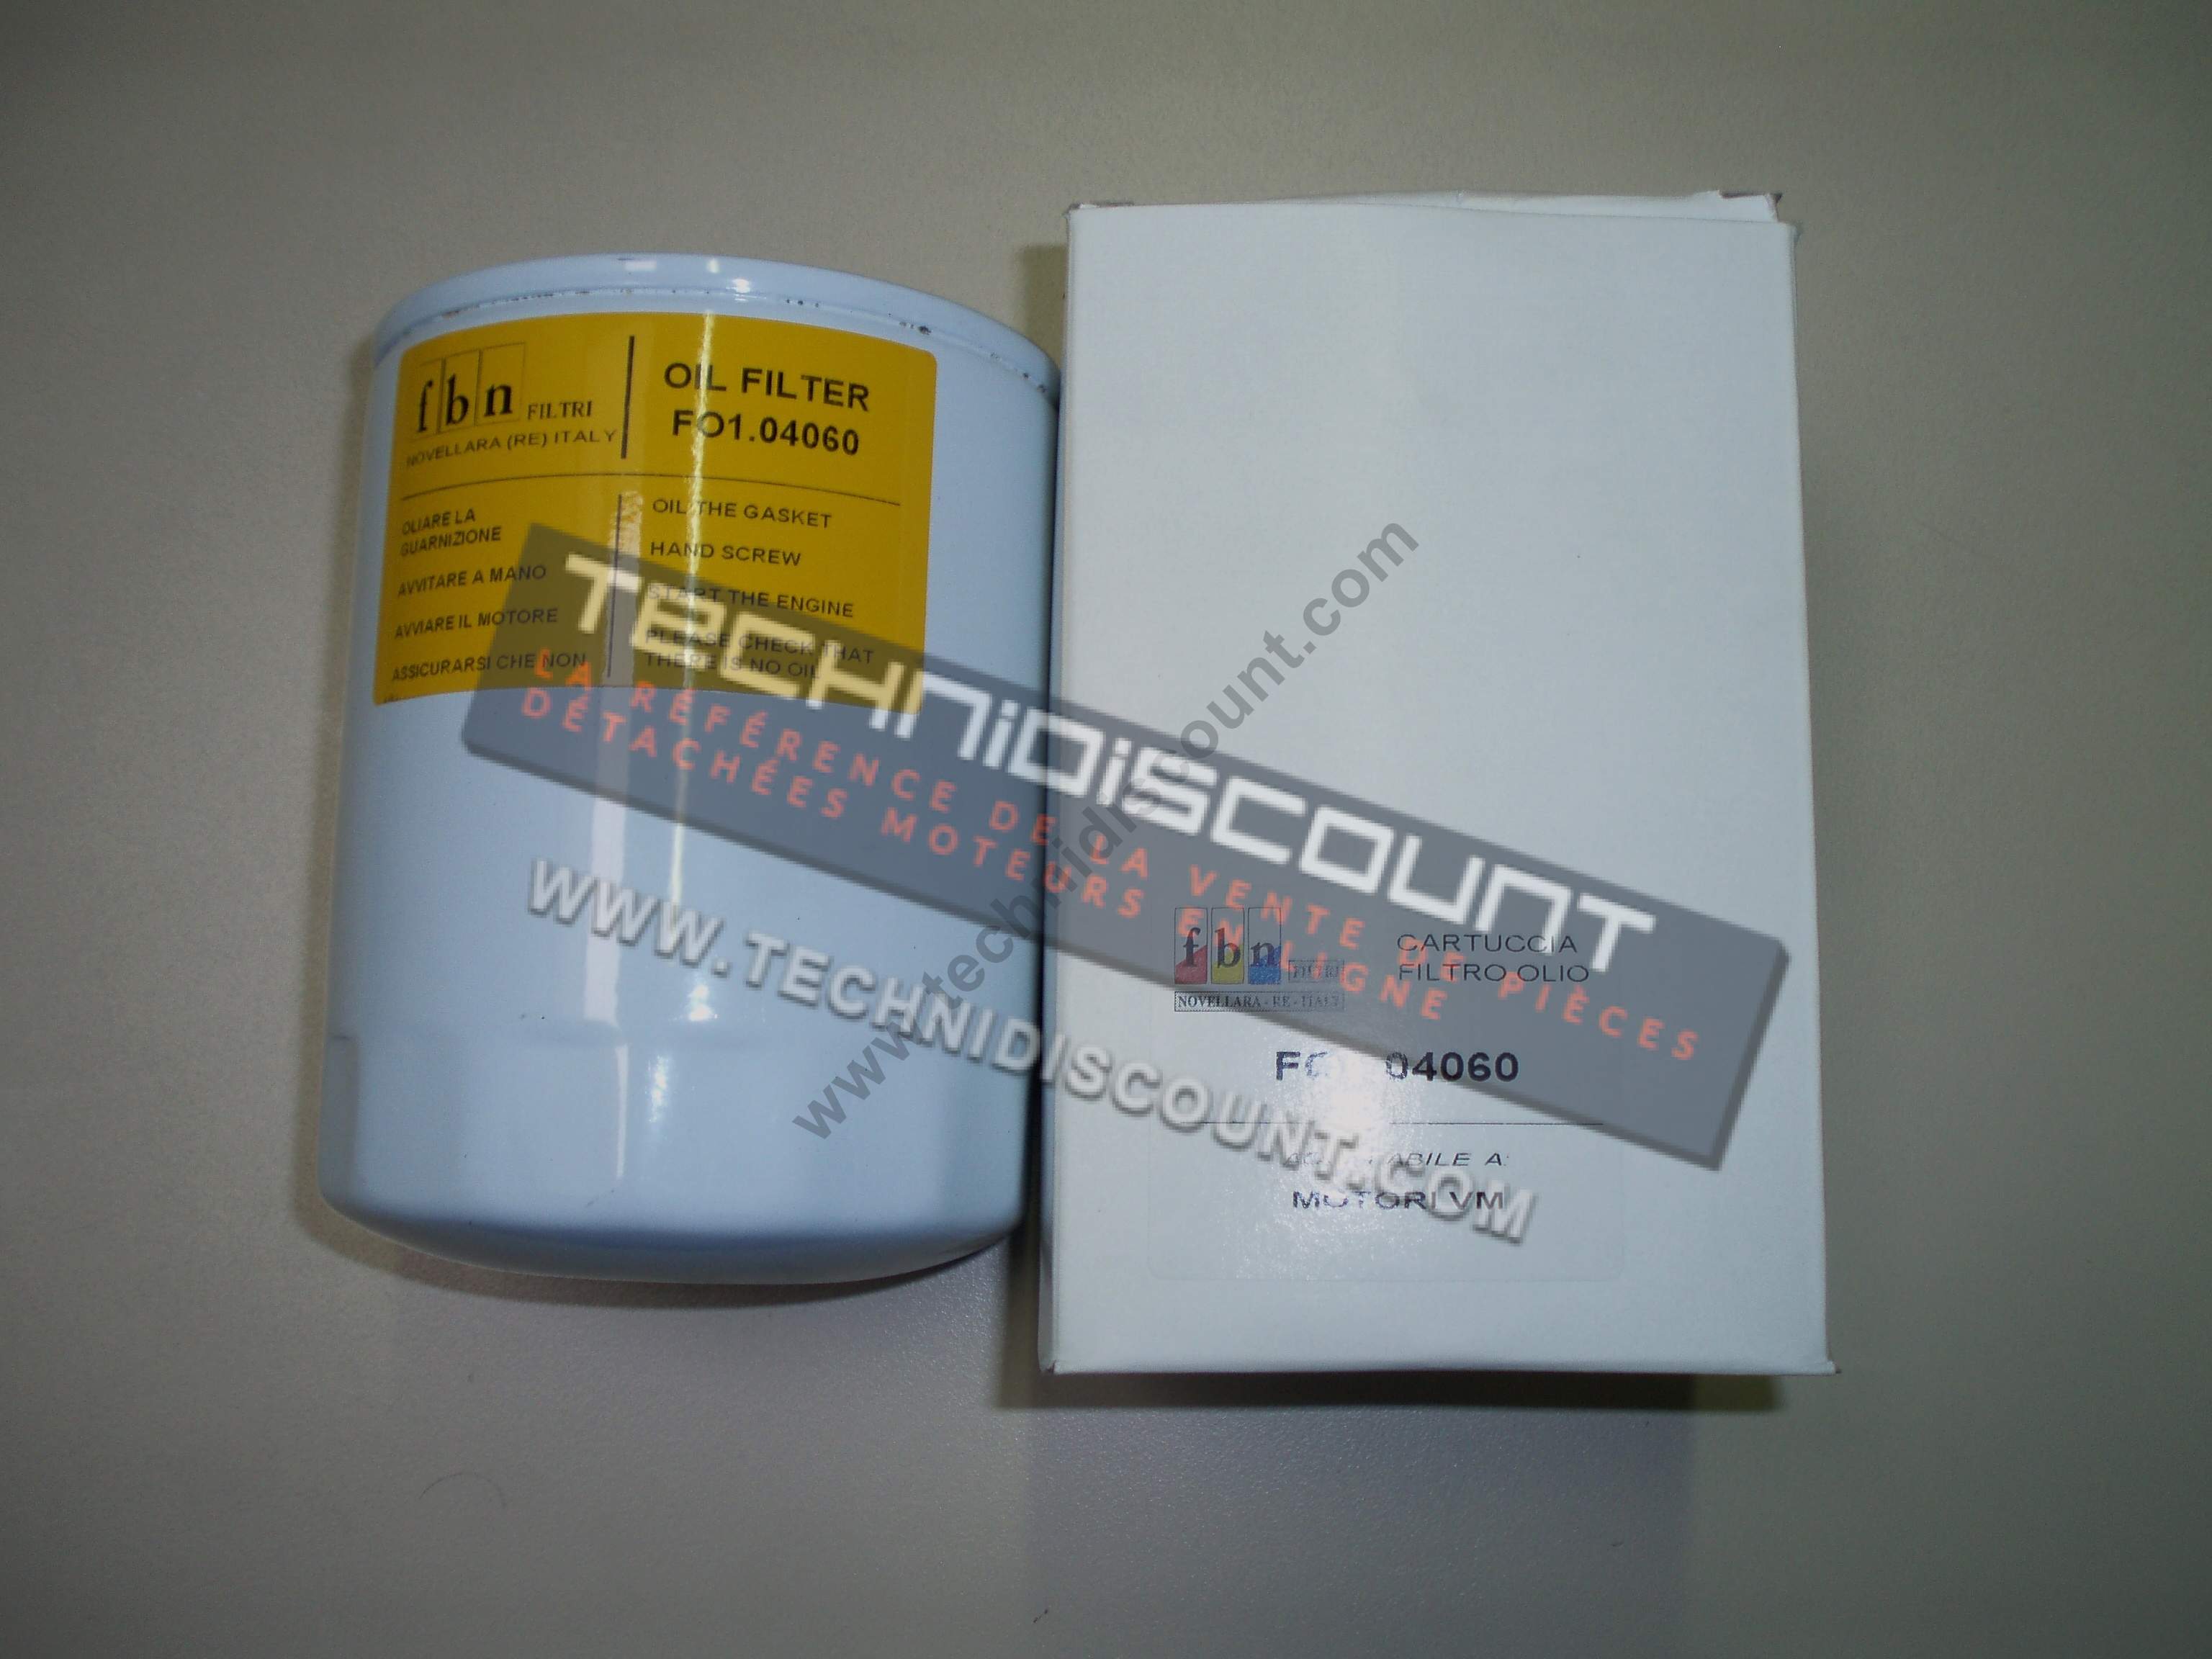 fbn FILTRI
NOVELLARA (RE) ITALY
OIL FILTER
FO1.04060
OLIARE LA
GUARNIZIONE
AVVITARE A MANO
AVVIARE IL MOTORE
ASSICURARSI CHE NON
OIL THE GASKET
HAND SCREW
START THE ENGINE
PLEASE CHECK THAT
THERE IS NO OIL
TECHNIDISCOUNT
LA RÉFÉRENCE DE LA VENTE DE PIÈCES
DÉTACHÉES MOTEURS EN LIGNE
WWW.TECHNIDISCOUNT.COM
www.technidiscount.com
fbn
NOVELLARA - RE - ITALY
CARTUCCIA
FILTRO OLIO
04060
A:
MOTORI VM